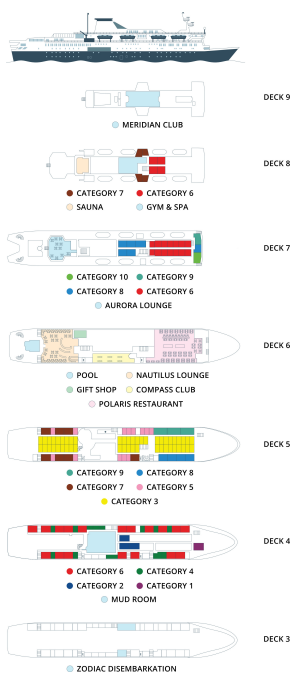 DECK 9
MERIDIAN CLUB
DECK 8
CATEGORY 7 CATEGORY 6
SAUNA GYM & SPA
DECK 7
CATEGORY 10 CATEGORY 9
CATEGORY 8 CATEGORY 6
AURORA LOUNGE
DECK 6
POOL NAUTILUS LOUNGE
GIFT SHOP COMPASS CLUB
POLARIS RESTAURANT
DECK 5
CATEGORY 9 CATEGORY 8
CATEGORY 7 CATEGORY 5
CATEGORY 3
DECK 4
CATEGORY 6 CATEGORY 4
CATEGORY 2 CATEGORY 1
MUD ROOM
DECK 3
ZODIAC DISEMBARKATION